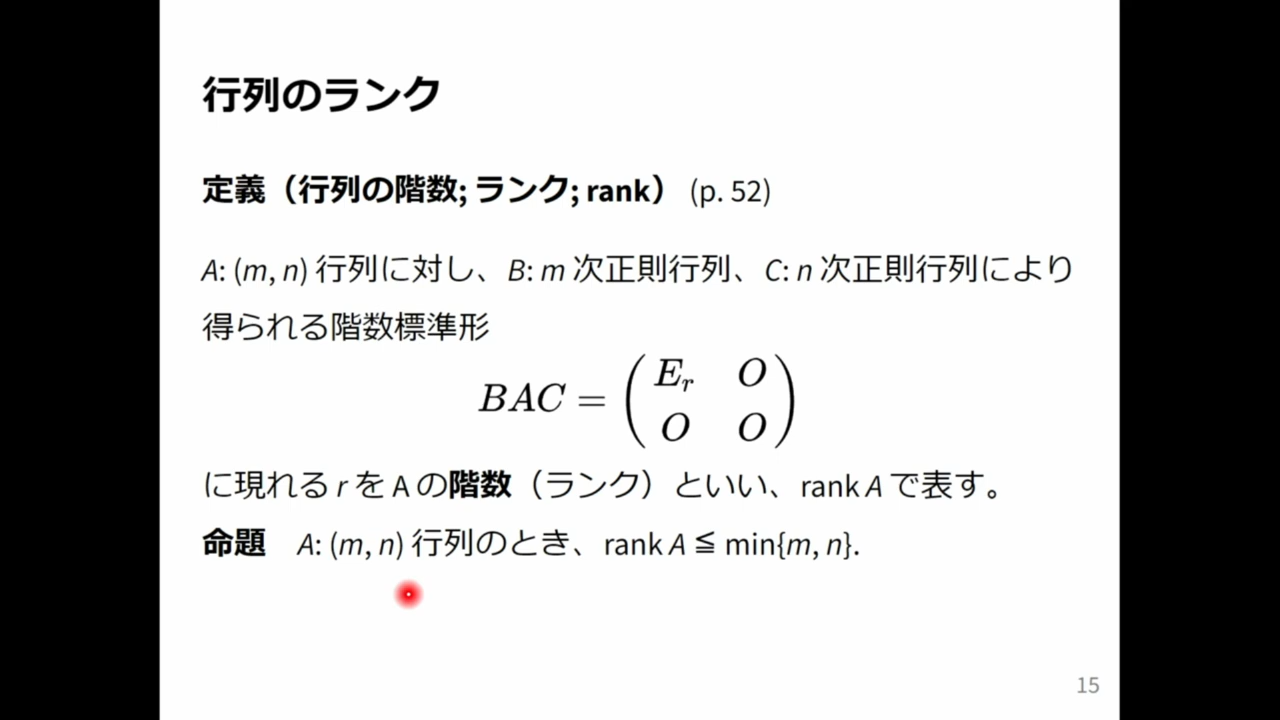 行列のランク
定義（行列の階数; ランク; rank） (p. 52)
A: (m, n) 行列に対し、B: m 次正則行列、C: n 次正則行列により
得られる階数標準形
BAC = ( E_r O
O O )
に現れる r を A の階数（ランク）といい、rank A で表す。
命題 A: (m, n) 行列のとき、rank A ≦ min{m, n}.
15